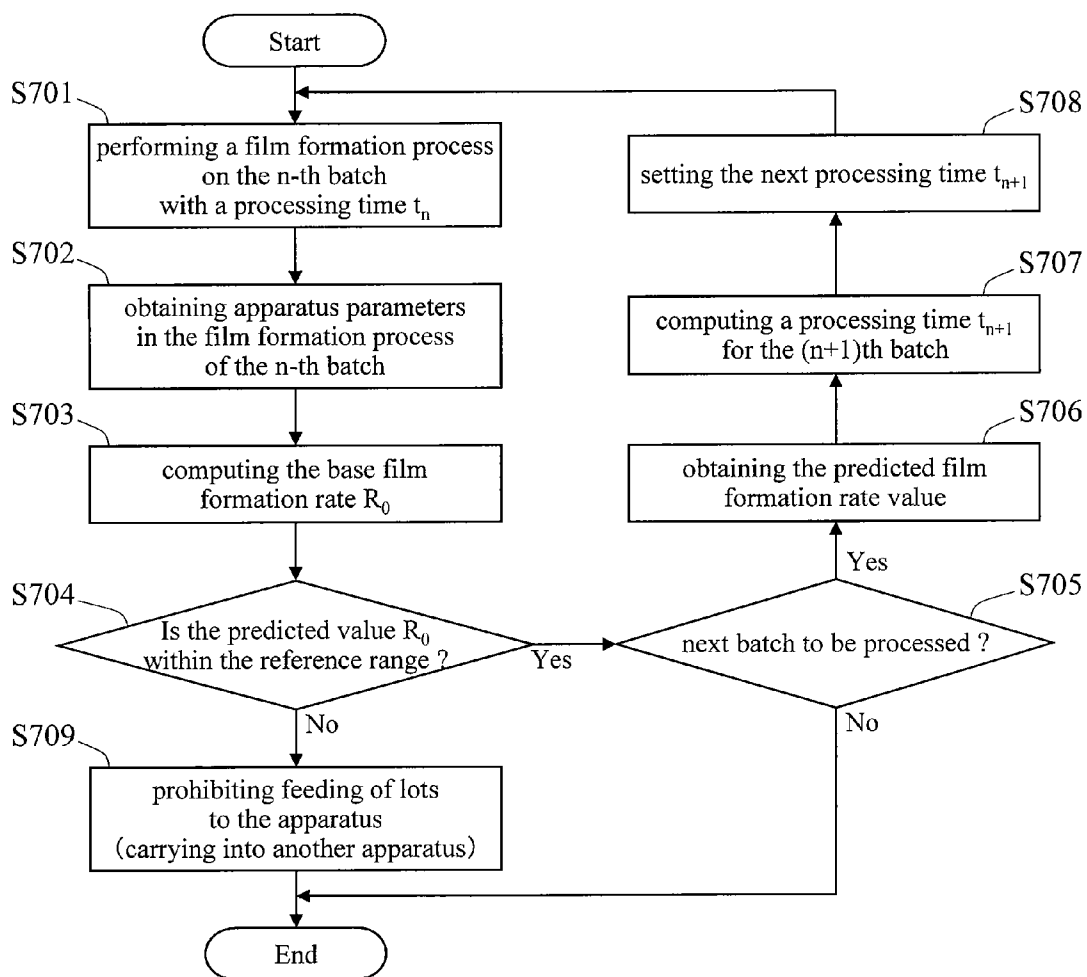 Start
S701
performing a film formation process
on the n-th batch
with a processing time tₙ
S702
obtaining apparatus parameters
in the film formation process
of the n-th batch
S703
computing the base film
formation rate R₀
S704
Is the predicted value R₀
within the reference range ?
Yes
No
S709
prohibiting feeding of lots
to the apparatus
(carrying into another apparatus)
End
S708
setting the next processing time tₙ₊₁
S707
computing a processing time tₙ₊₁
for the (n+1)th batch
S706
obtaining the predicted film
formation rate value
Yes
S705
next batch to be processed ?
No